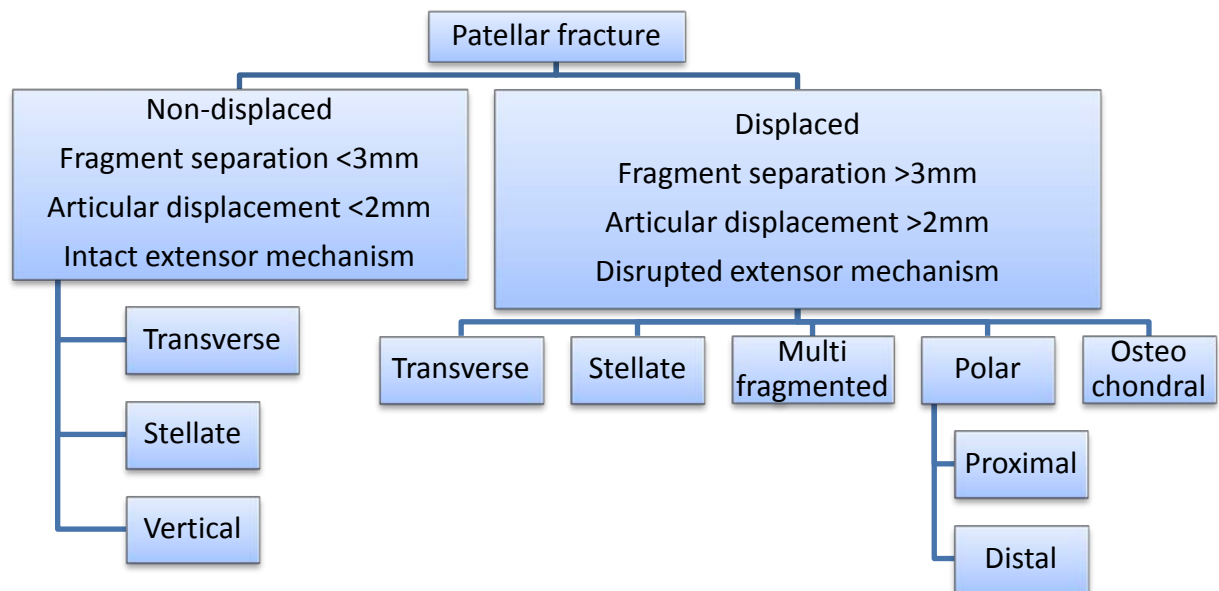 Patellar fracture
Non-displaced
Fragment separation <3mm
Articular displacement <2mm
Intact extensor mechanism
Displaced
Fragment separation >3mm
Articular displacement >2mm
Disrupted extensor mechanism
Transverse
Stellate
Vertical
Transverse
Stellate
Multi
fragmented
Polar
Osteo
chondral
Proximal
Distal